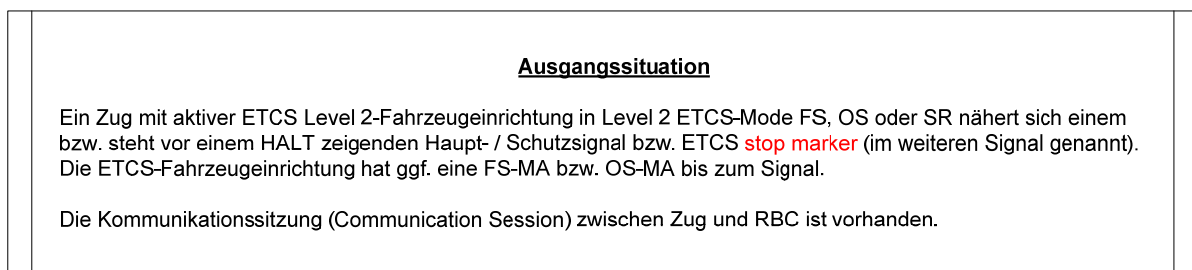 Ausgangssituation
Ein Zug mit aktiver ETCS Level 2-Fahrzeugeinrichtung in Level 2 ETCS-Mode FS, OS oder SR nähert sich einem
bzw. steht vor einem HALT zeigenden Haupt- / Schutzsignal bzw. ETCS stop marker (im weiteren Signal genannt).
Die ETCS-Fahrzeugeinrichtung hat ggf. eine FS-MA bzw. OS-MA bis zum Signal.
Die Kommunikationssitzung (Communication Session) zwischen Zug und RBC ist vorhanden.